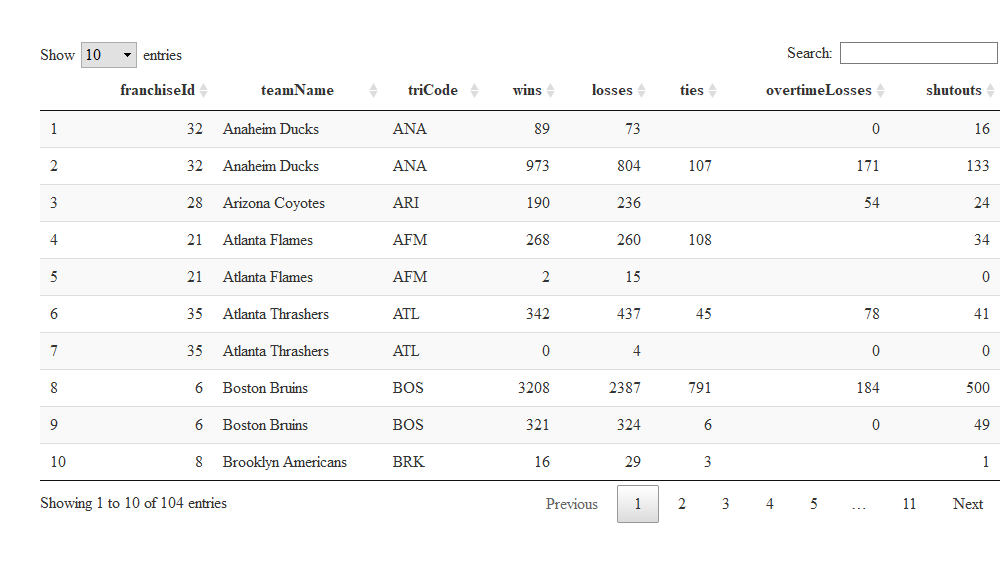 Show 10 entries Search:
franchiseId teamName triCode wins losses ties overtimeLosses shutouts
1 32 Anaheim Ducks ANA 89 73 0 16
2 32 Anaheim Ducks ANA 973 804 107 171 133
3 28 Arizona Coyotes ARI 190 236 54 24
4 21 Atlanta Flames AFM 268 260 108 34
5 21 Atlanta Flames AFM 2 15 0
6 35 Atlanta Thrashers ATL 342 437 45 78 41
7 35 Atlanta Thrashers ATL 0 4 0 0
8 6 Boston Bruins BOS 3208 2387 791 184 500
9 6 Boston Bruins BOS 321 324 6 0 49
10 8 Brooklyn Americans BRK 16 29 3 1
Showing 1 to 10 of 104 entries Previous 1 2 3 4 5 … 11 Next